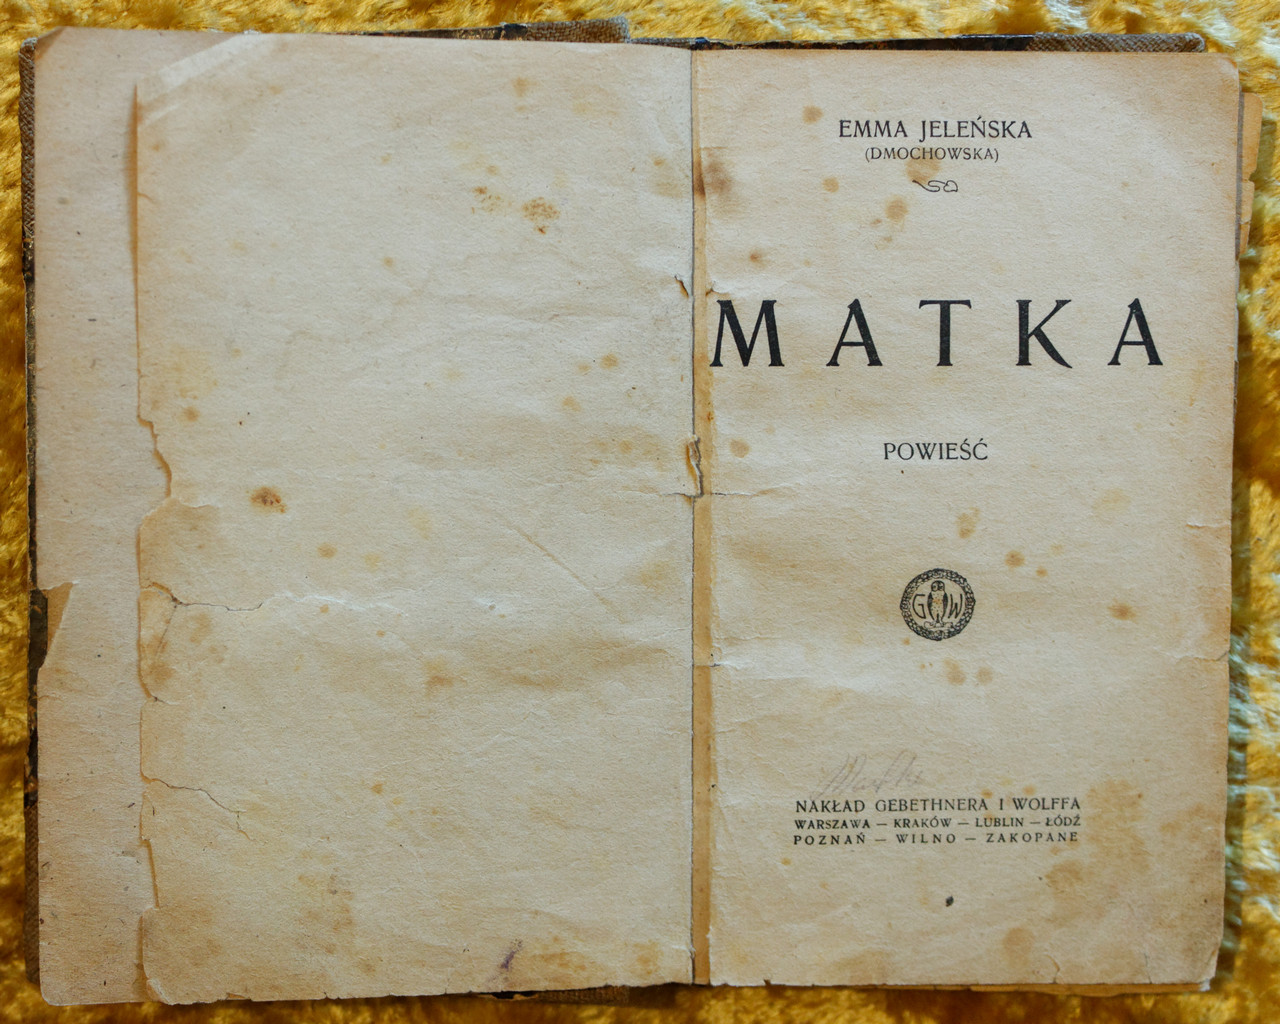 EMMA JELEŃSKA
(DMOCHOWSKA)
MATKA
POWIEŚĆ
G W
NAKŁAD GEBETHNERA I WOLFFA
WARSZAWA — KRAKÓW — LUBLIN — ŁÓDŹ
POZNAŃ — WILNO — ZAKOPANE